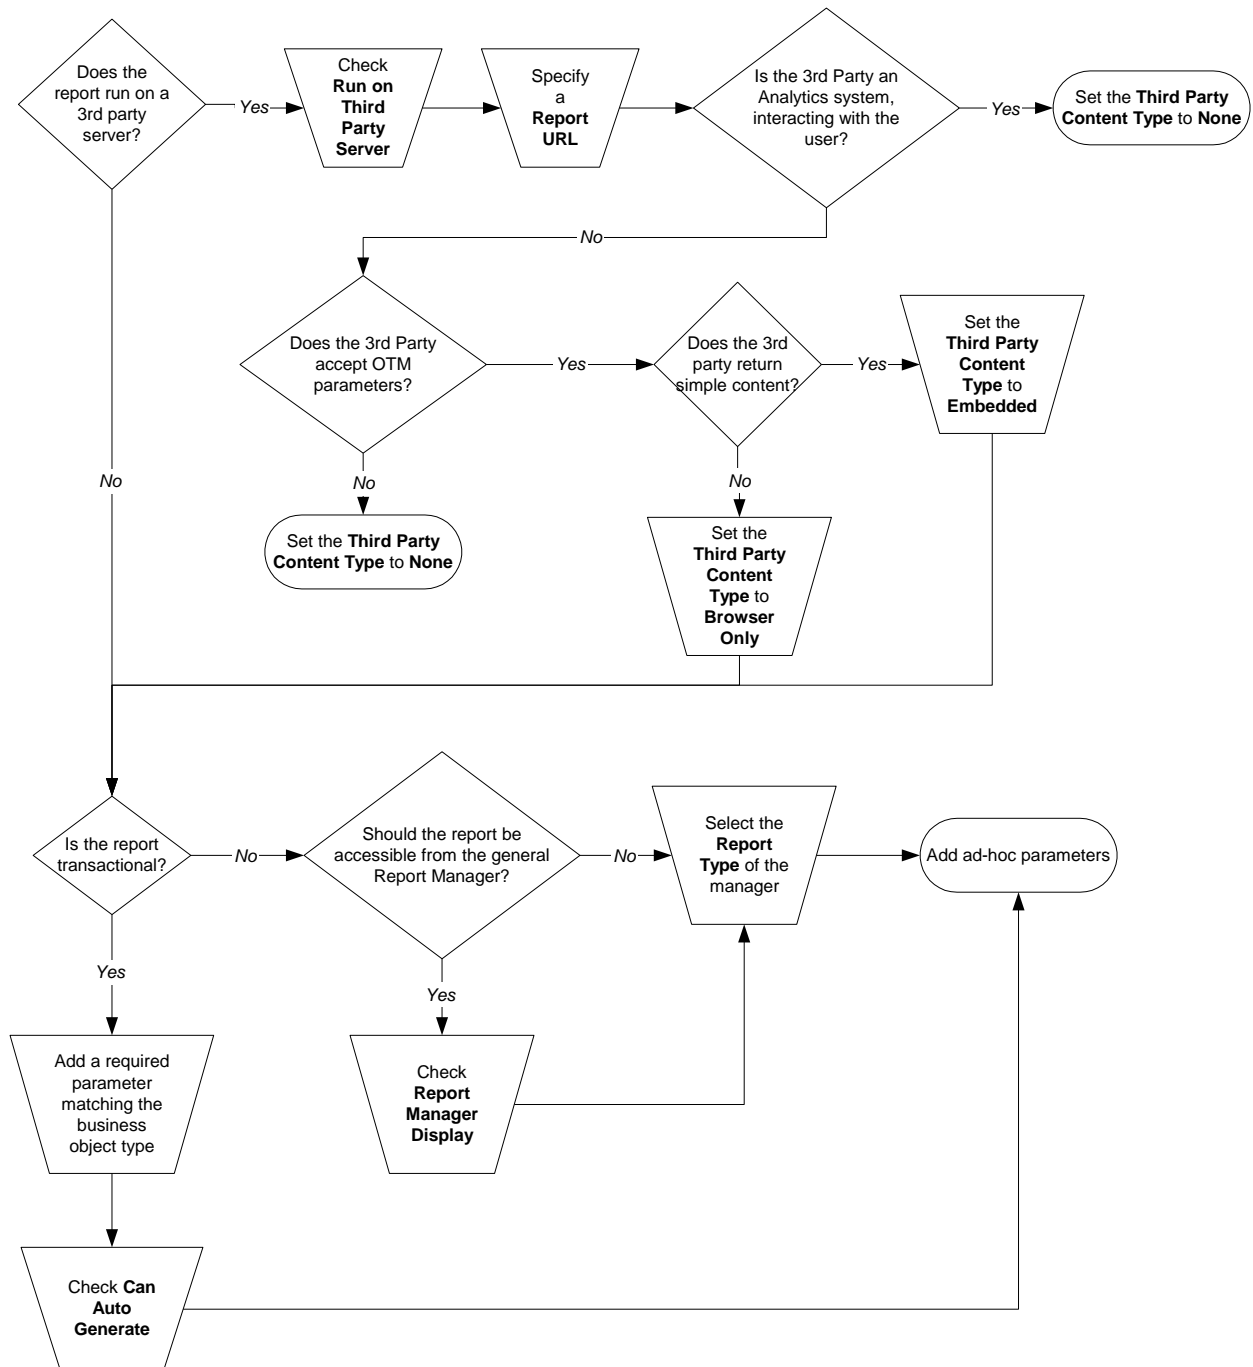 Does the
report run on a
3rd party
server?
Yes
Check
Run on
Third
Party
Server
Specify
a
Report
URL
Is the 3rd Party an
Analytics system,
interacting with the
user?
Yes
Set the Third Party
Content Type to None
No
Does the 3rd Party
accept OTM
parameters?
Yes
Does the 3rd
party return
simple content?
Yes
Set the
Third Party
Content
Type to
Embedded
No
No
No
Set the Third Party
Content Type to None
Set the
Third Party
Content
Type to
Browser
Only
Is the report
transactional?
No
Should the report be
accessible from the general
Report Manager?
No
Select the
Report
Type of the
manager
Add ad-hoc parameters
Yes
Yes
Add a required
parameter
matching the
business
object type
Check
Report
Manager
Display
Check Can
Auto
Generate